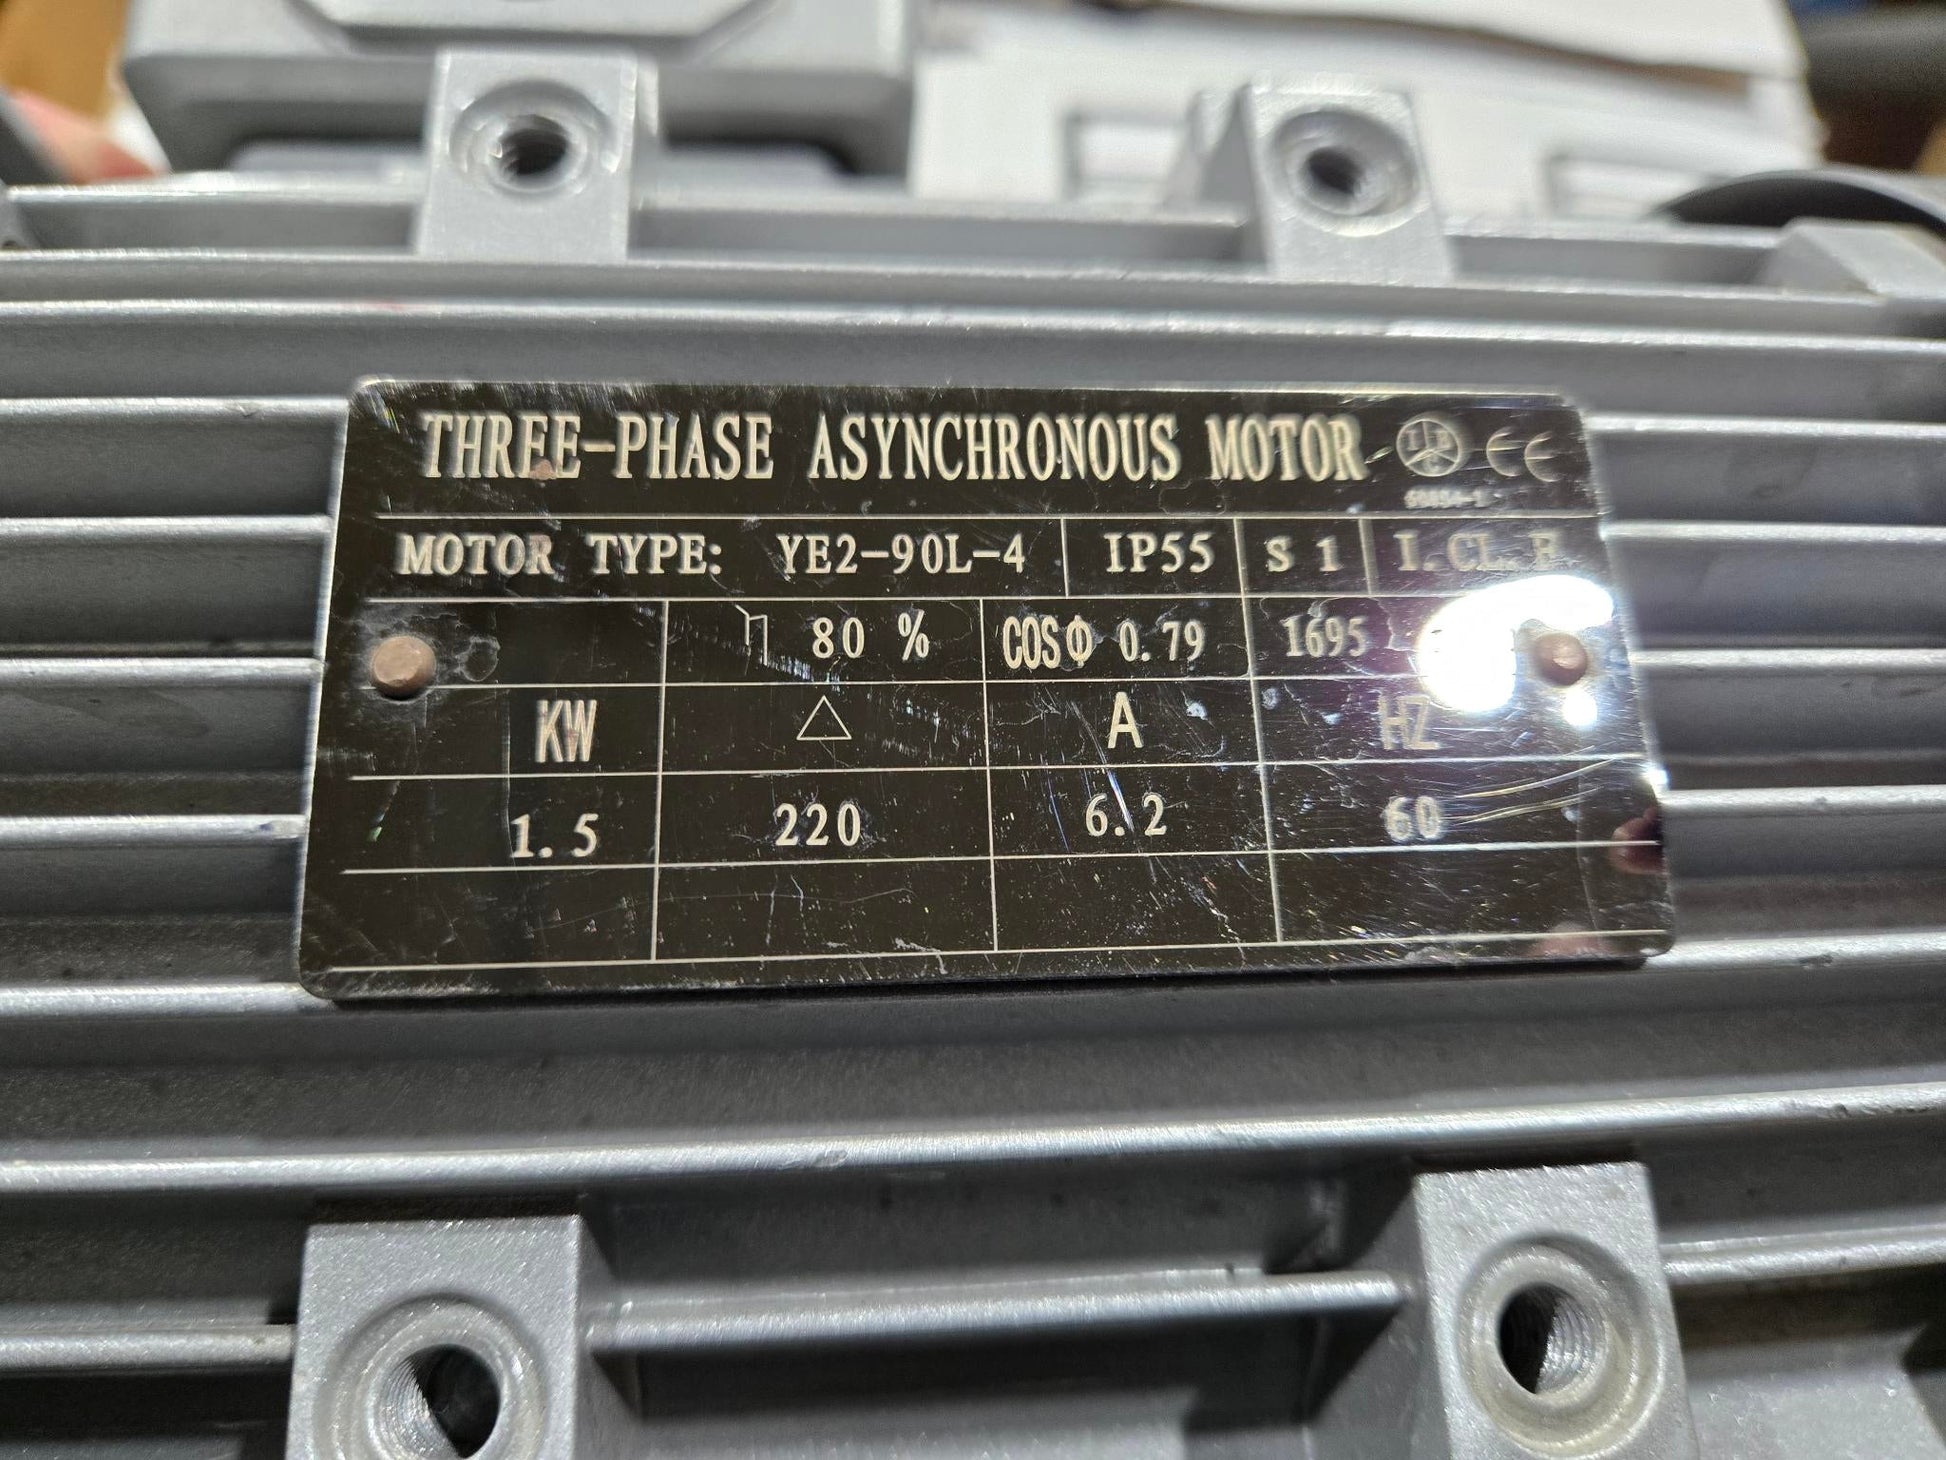 THREE-PHASE ASYNCHRONOUS MOTOR CE
MOTOR TYPE: YE2-90L-4 IP55 S 1 I.CL.
η 80 % COSΦ 0.79 1695
KW △ A HZ
1.5 220 6.2 60